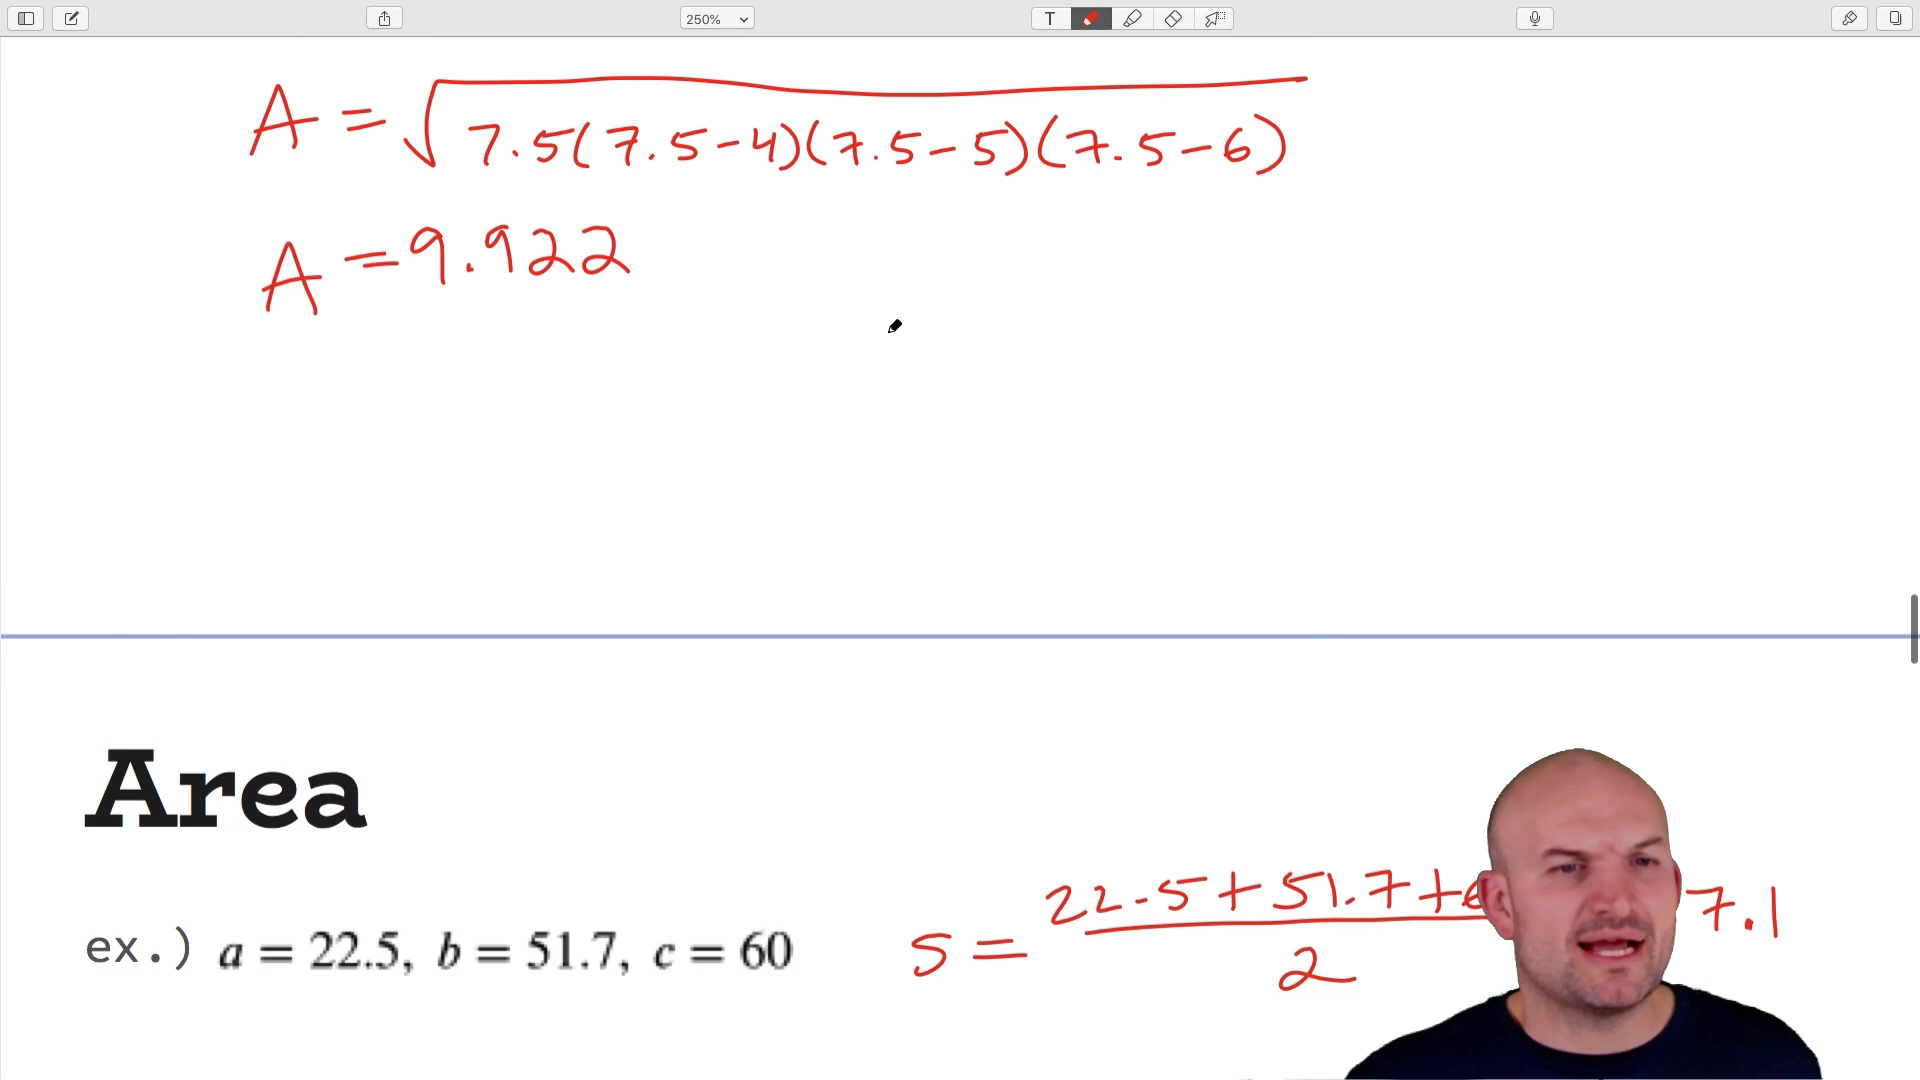 250%
T
A = √7.5(7.5-4)(7.5-5)(7.5-6)
A = 9.922
Area
ex.) a = 22.5, b = 51.7, c = 60
s = 22.5 + 51.7 + 7.1
2